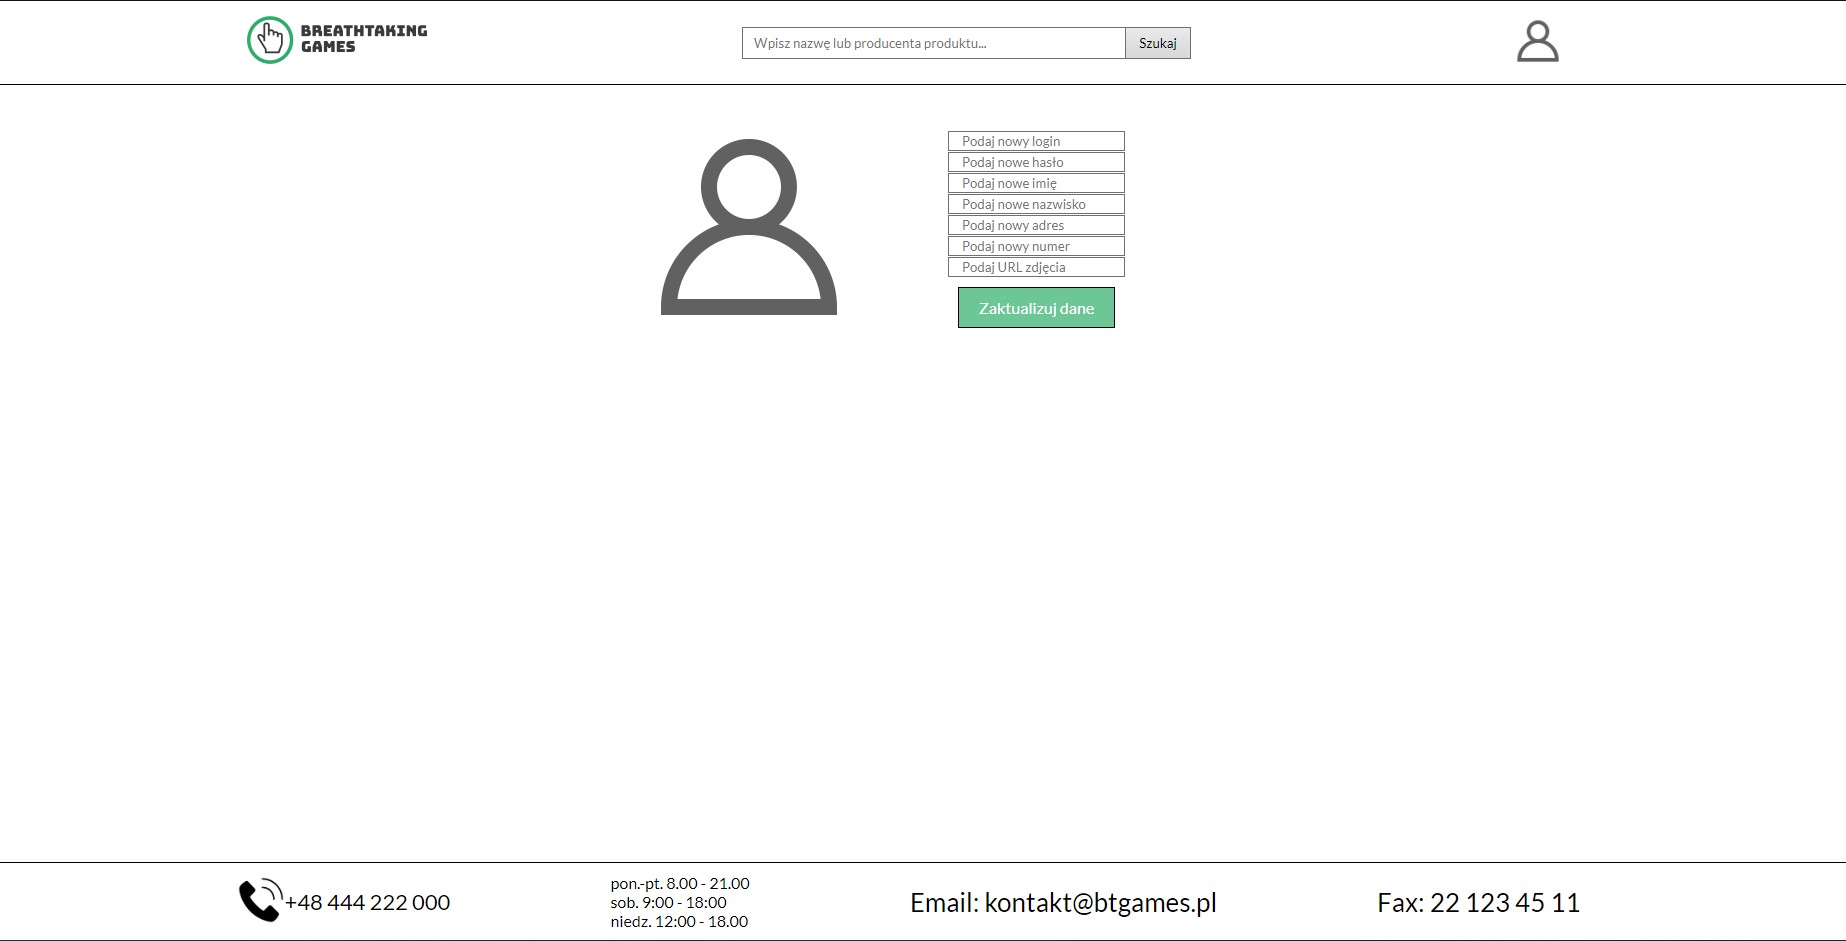 BREATHTAKING
GAMES
Wpisz nazwę lub producenta produktu...
Szukaj
Podaj nowy login
Podaj nowe hasło
Podaj nowe imię
Podaj nowe nazwisko
Podaj nowy adres
Podaj nowy numer
Podaj URL zdjęcia
Zaktualizuj dane
+48 444 222 000
pon.-pt. 8.00 - 21.00
sob. 9:00 - 18:00
niedz. 12:00 - 18.00
Email: kontakt@btgames.pl
Fax: 22 123 45 11